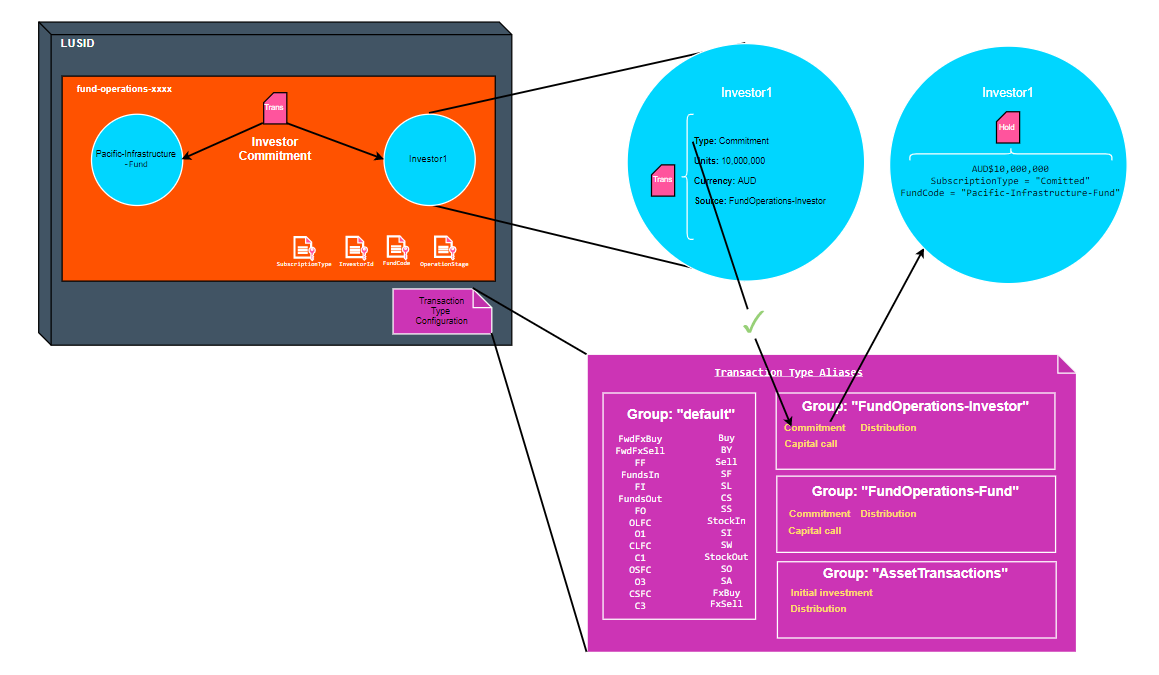 LUSID
fund-operations-xxxx
Trans
Investor
Commitment
Pacific-Infrastructure
- Fund
Investor1
SubscriptionType
InvestorId
FundCode
OperationStage
Transaction
Type
Configuration
Investor1
Trans
Type: Commitment
Units: 10,000,000
Currency: AUD
Source: FundOperations-Investor
Investor1
Hold
AUD$10,000,000
SubscriptionType = "Comitted"
FundCode = "Pacific-Infrastructure-Fund"
Transaction Type Aliases
Group: "default"
FwdFxBuy
FwdFxSell
FF
FundsIn
FI
FundsOut
FO
OLFC
O1
CLFC
C1
OSFC
O3
CSFC
C3
Buy
BY
Sell
SF
SL
CS
SS
StockIn
SI
SW
StockOut
SO
SA
FxBuy
FxSell
Group: "FundOperations-Investor"
Commitment Distribution
Capital call
Group: "FundOperations-Fund"
Commitment Distribution
Capital call
Group: "AssetTransactions"
Initial investment
Distribution